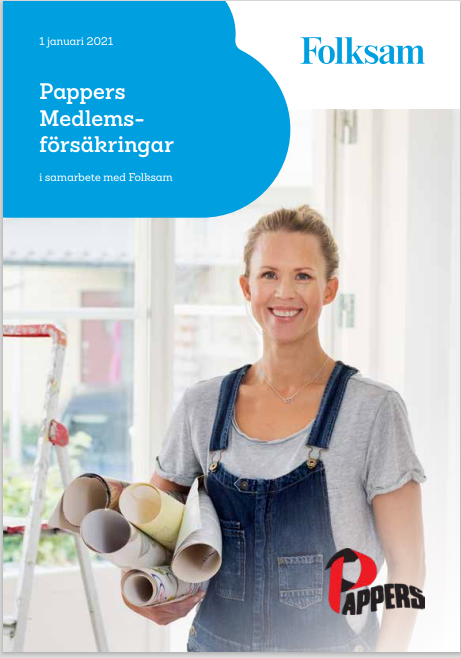 1 januari 2021
Folksam
Pappers
Medlems-
försäkringar
i samarbete med Folksam
PAPPERS